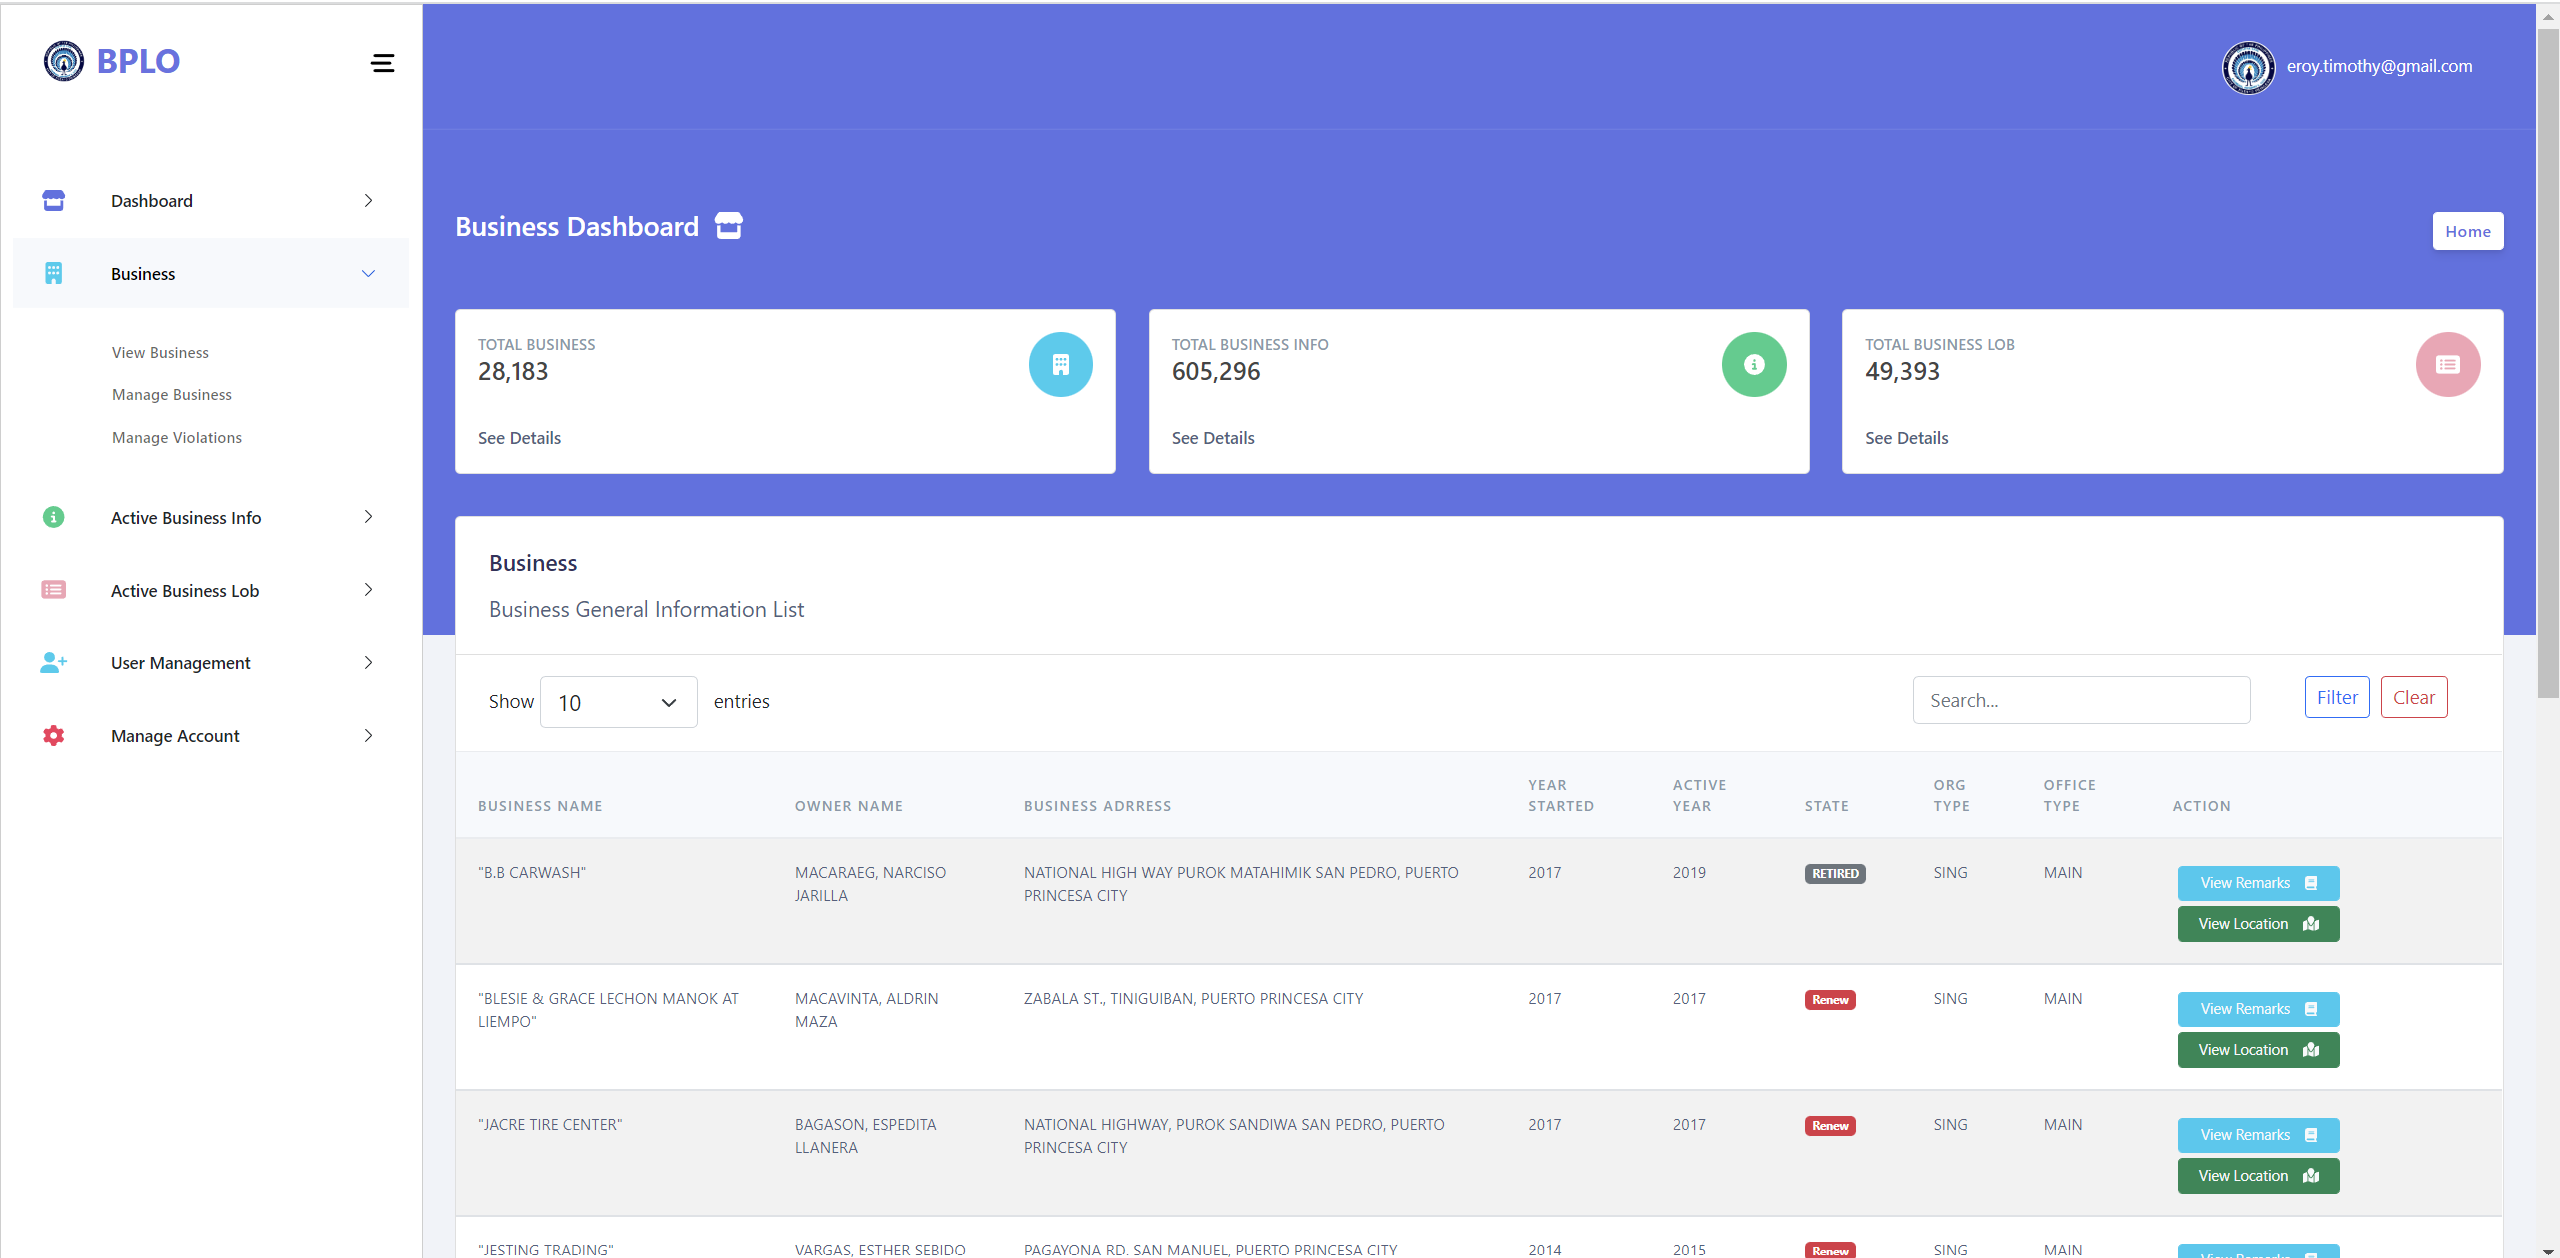 BPLO
eroy.timothy@gmail.com
Dashboard
Business
View Business
Manage Business
Manage Violations
Active Business Info
Active Business Lob
User Management
Manage Account
Business Dashboard
Home
TOTAL BUSINESS
28,183
See Details
TOTAL BUSINESS INFO
605,296
See Details
TOTAL BUSINESS LOB
49,393
See Details
Business
Business General Information List
Show 10 entries
Search...
Filter
Clear
BUSINESS NAME OWNER NAME BUSINESS ADRRESS YEAR STARTED ACTIVE YEAR STATE ORG TYPE OFFICE TYPE ACTION
"B.B CARWASH" MACARAEG, NARCISO NATIONAL HIGH WAY PUROK MATAHIMIK SAN PEDRO, PUERTO 2017 2019 RETIRED SING MAIN View Remarks
JARILLA PRINCESA CITY
View Location
"BLESIE & GRACE LECHON MANOK AT MACAVINTA, ALDRIN ZABALA ST., TINIGUIBAN, PUERTO PRINCESA CITY 2017 2017 Renew SING MAIN View Remarks
LIEMPO" MAZA
View Location
"JACRE TIRE CENTER" BAGASON, ESPEDITA NATIONAL HIGHWAY, PUROK SANDIWA SAN PEDRO, PUERTO 2017 2017 Renew SING MAIN View Remarks
LLANERA PRINCESA CITY
View Location
"JESTING TRADING" VARGAS, ESTHER SEBIDO PAGAYONA RD. SAN MANUEL, PUERTO PRINCESA CITY 2014 2015 Renew SING MAIN